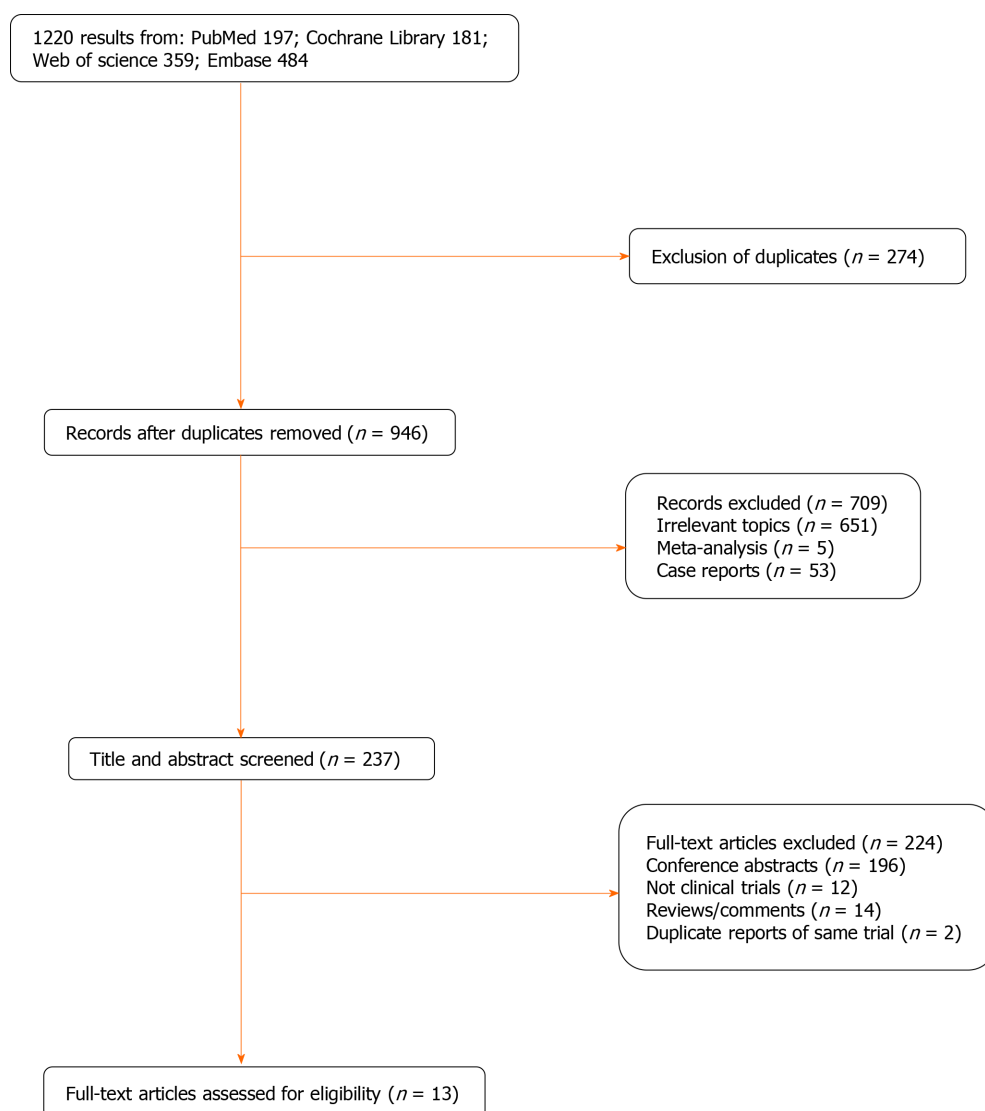 1220 results from: PubMed 197; Cochrane Library 181;
Web of science 359; Embase 484
Exclusion of duplicates (n = 274)
Records after duplicates removed (n = 946)
Records excluded (n = 709)
Irrelevant topics (n = 651)
Meta-analysis (n = 5)
Case reports (n = 53)
Title and abstract screened (n = 237)
Full-text articles excluded (n = 224)
Conference abstracts (n = 196)
Not clinical trials (n = 12)
Reviews/comments (n = 14)
Duplicate reports of same trial (n = 2)
Full-text articles assessed for eligibility (n = 13)